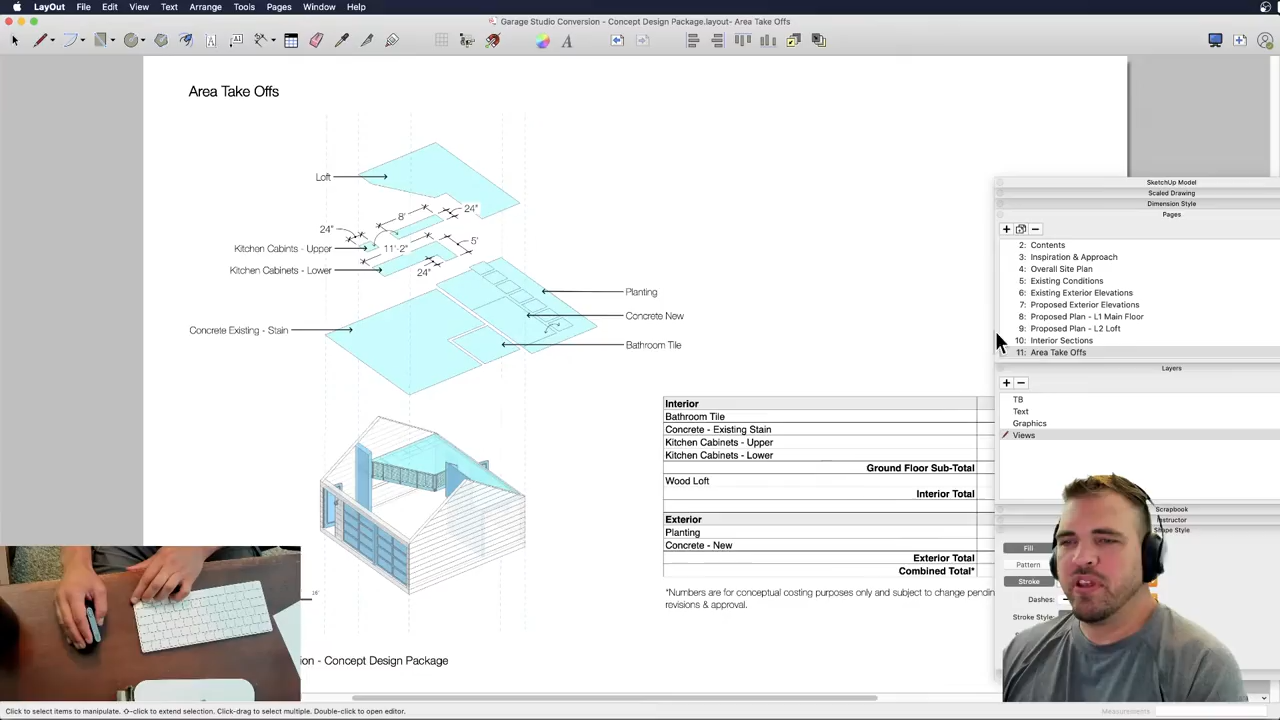 LayOut File Edit View Text Arrange Tools Pages Window Help
Garage Studio Conversion - Concept Design Package.layout- Area Take Offs
Area Take Offs
Loft
24"
8'
24"
Kitchen Cabints - Upper
11'-2"
5'
Kitchen Cabinets - Lower
24"
Planting
Concrete New
Concrete Existing - Stain
Bathroom Tile
Interior
Bathroom Tile
Concrete - Existing Stain
Kitchen Cabinets - Upper
Kitchen Cabinets - Lower
Ground Floor Sub-Total
Wood Loft
Interior Total
Exterior
Planting
Concrete - New
Exterior Total
Combined Total*
*Numbers are for conceptual costing purposes only and subject to change pendin
revisions & approval.
16'
ion - Concept Design Package
SketchUp Model
Scaled Drawing
Dimension Style
Pages
2: Contents
3: Inspiration & Approach
4: Overall Site Plan
5: Existing Conditions
6: Existing Exterior Elevations
7: Proposed Exterior Elevations
8: Proposed Plan - L1 Main Floor
9: Proposed Plan - L2 Loft
10: Interior Sections
11: Area Take Offs
Layers
TB
Text
Graphics
Views
Scrapbook
Instructor
Shape Style
Fill
Pattern
Stroke
Dashes:
Stroke Style:
Click to select items to manipulate. ⇧-click to extend selection. Click-drag to select multiple. Double-click to open editor.
Measurements